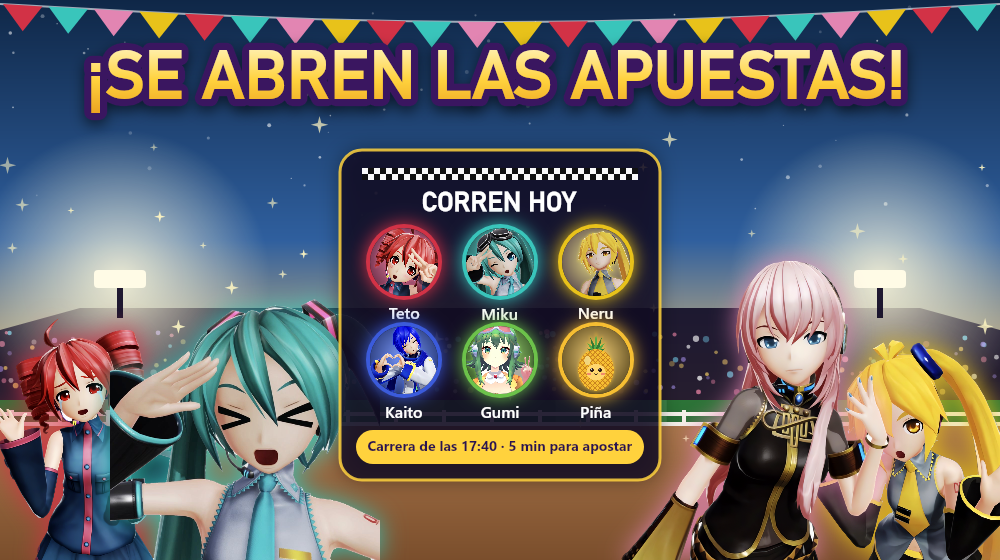 ¡SE ABREN LAS APUESTAS!
CORREN HOY
Teto Miku Neru
Kaito Gumi Piña
Carrera de las 17:40 · 5 min para apostar